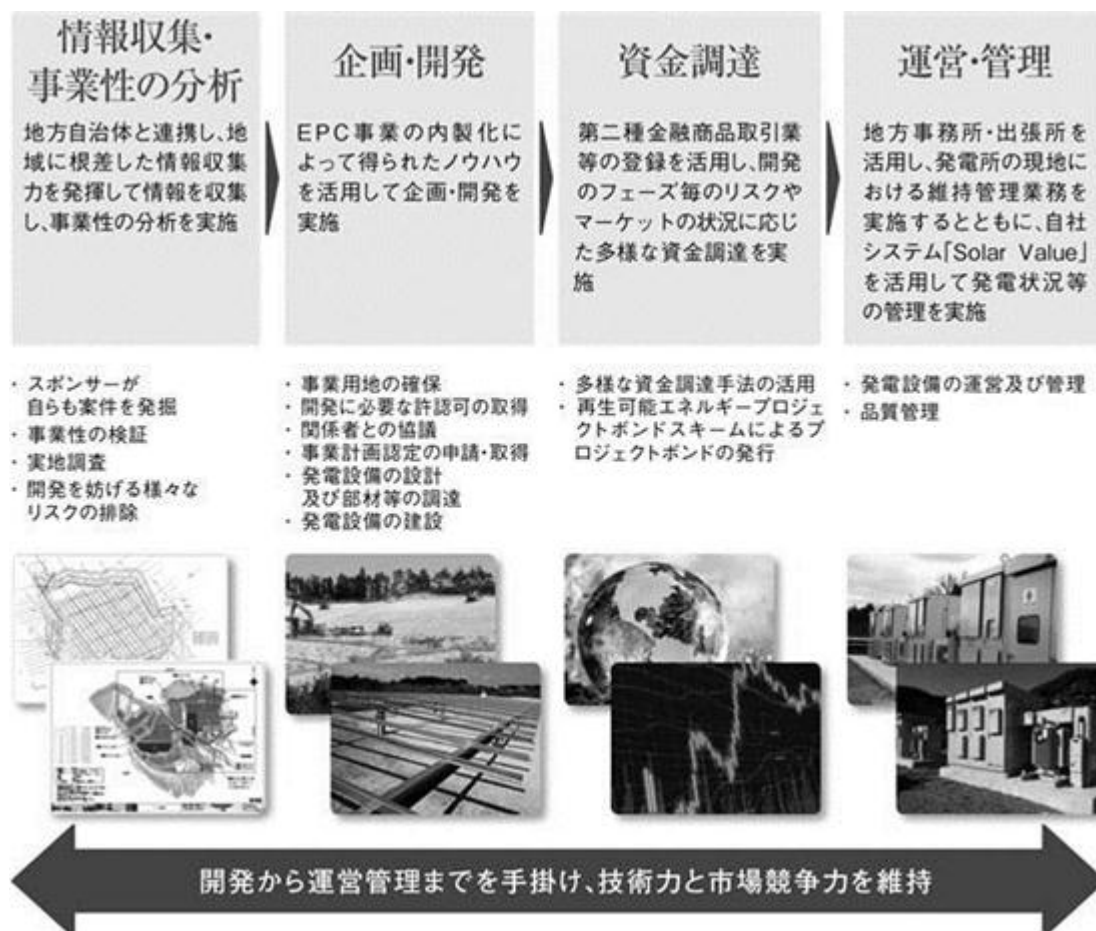 情報収集・
事業性の分析
地方自治体と連携し、地
域に根差した情報収集
力を発揮して情報を収集
し、事業性の分析を実施
企画・開発
EPC事業の内製化に
よって得られたノウハウ
を活用して企画・開発を
実施
資金調達
第二種金融商品取引業
等の登録を活用し、開発
のフェーズ毎のリスクや
マーケットの状況に応じ
た多様な資金調達を実
施
運営・管理
地方事務所・出張所を
活用し、発電所の現地に
おける維持管理業務を
実施するとともに、自社
システム「Solar Value」
を活用して発電状況等
の管理を実施
・ スポンサーが
自らも案件を発掘
・ 事業性の検証
・ 実地調査
・ 開発を妨げる様々な
リスクの排除
・ 事業用地の確保
・ 開発に必要な許認可の取得
・ 関係者との協議
・ 事業計画認定の申請・取得
・ 発電設備の設計
及び部材等の調達
・ 発電設備の建設
・ 多様な資金調達手法の活用
・ 再生可能エネルギープロジェ
クトボンドスキームによるプ
ロジェクトボンドの発行
・ 発電設備の運営及び管理
・ 品質管理
開発から運営管理までを手掛け、技術力と市場競争力を維持